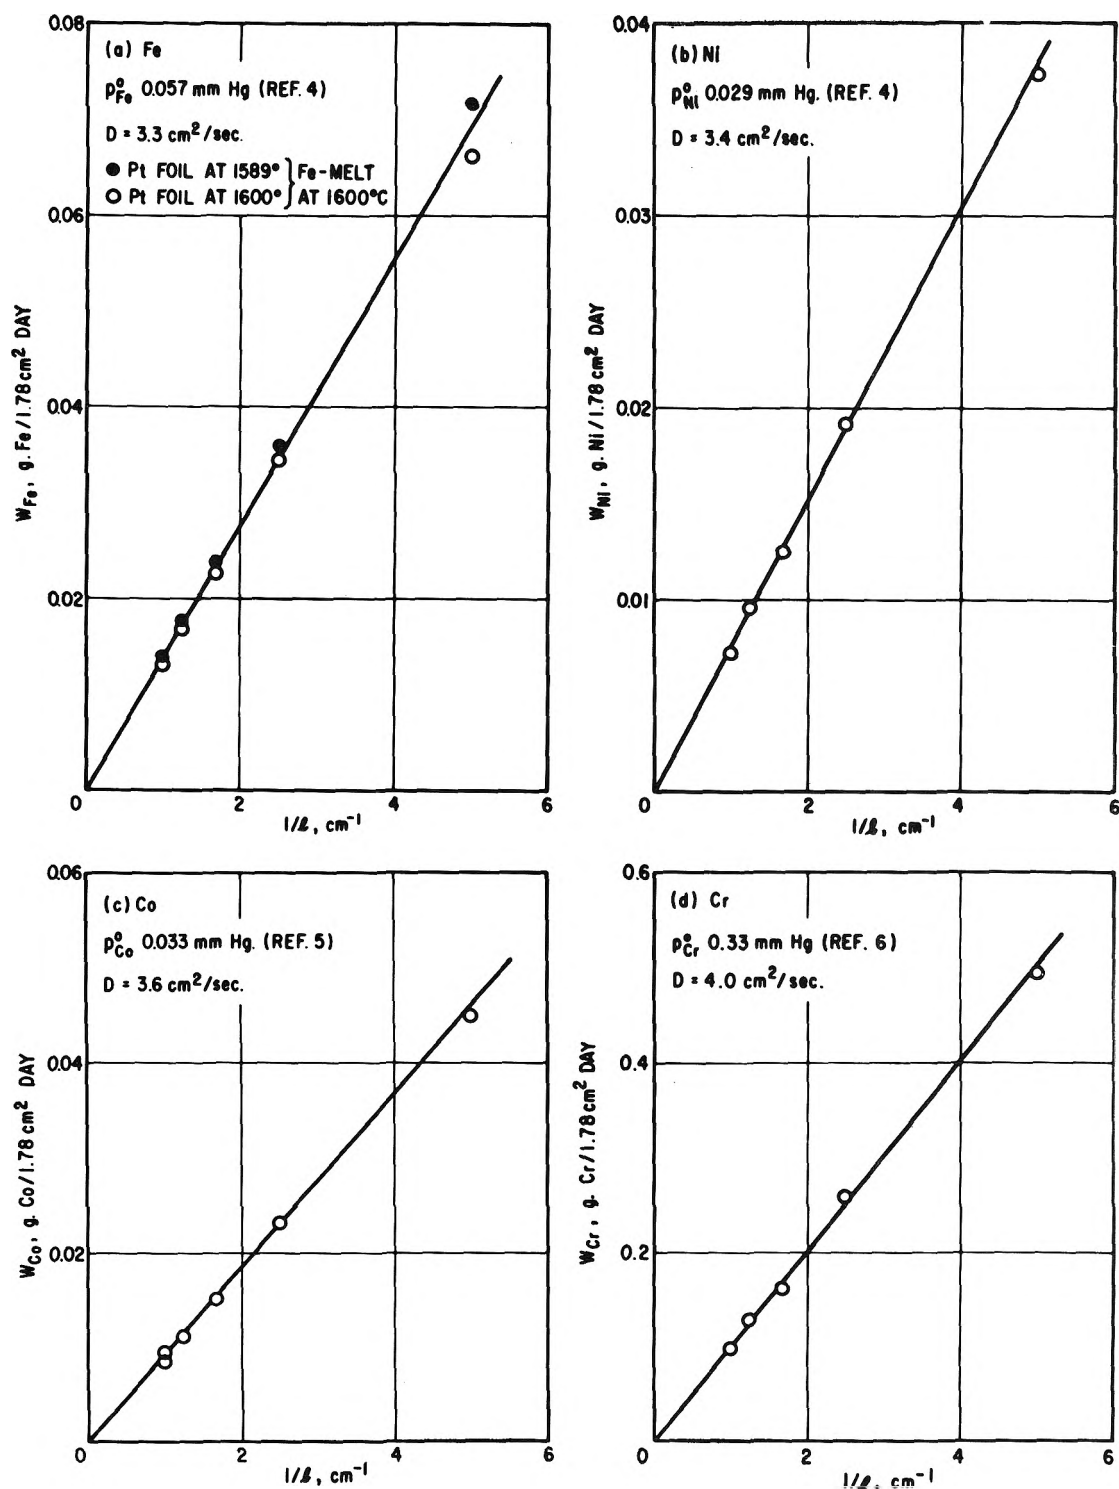 (a) Fe
p°Fe 0.057 mm Hg (REF. 4)
D = 3.3 cm²/sec.
● Pt FOIL AT 1589° } Fe-MELT
○ Pt FOIL AT 1600° } AT 1600°C
0.08
0.06
0.04
0.02
0 2 4 6
WFe, g. Fe/1.78 cm² DAY
1/ℓ, cm⁻¹
(b) Ni
p°Ni 0.029 mm Hg. (REF. 4)
D = 3.4 cm²/sec.
0.04
0.03
0.02
0.01
0 2 4 6
WNi, g. Ni/1.78 cm² DAY
1/ℓ, cm⁻¹
(c) Co
p°Co 0.033 mm Hg. (REF. 5)
D = 3.6 cm²/sec.
0.06
0.04
0.02
0 2 4 6
WCo, g. Co/1.78 cm² DAY
1/ℓ, cm⁻¹
(d) Cr
p°Cr 0.33 mm Hg (REF. 6)
D = 4.0 cm²/sec.
0.6
0.4
0.2
0 2 4 6
WCr, g. Cr/1.78 cm² DAY
1/ℓ, cm⁻¹